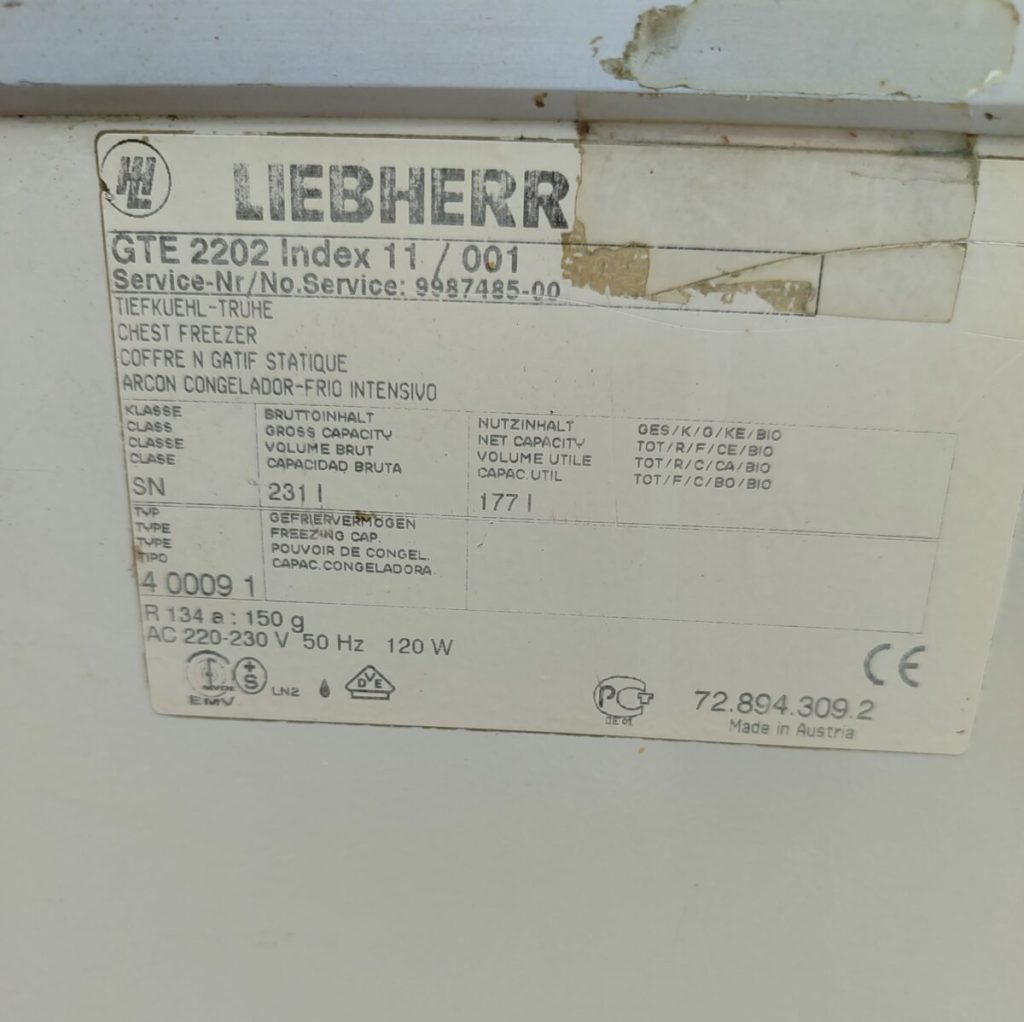 LIEBHERR
GTE 2202 Index 11 / 001
Service-Nr/No.Service: 9987485-00
TIEFKUEHL-TRUHE
CHEST FREEZER
COFFRE N GATIF STATIQUE
ARCON CONGELADOR-FRIO INTENSIVO
KLASSE
CLASS
CLASSE
CLASE
SN
BRUTTOINHALT
GROSS CAPACITY
VOLUME BRUT
CAPACIDAD BRUTA
231 l
NUTZINHALT
NET CAPACITY
VOLUME UTILE
CAPAC.UTIL
177 l
GES/K/G/KE/BIO
TOT/R/F/CE/BIO
TOT/R/C/CA/BIO
TOT/F/C/BO/BIO
TYP
TYPE
TYPE
TIPO
4 0009 1
GEFRIERVERMÖGEN
FREEZING CAP.
POUVOIR DE CONGEL.
CAPAC.CONGELADORA
R 134 a : 150 g
AC 220-230 V 50 Hz 120 W
EMV
S
LN2
OVE
PCT
72.894.309.2
Made in Austria
CE